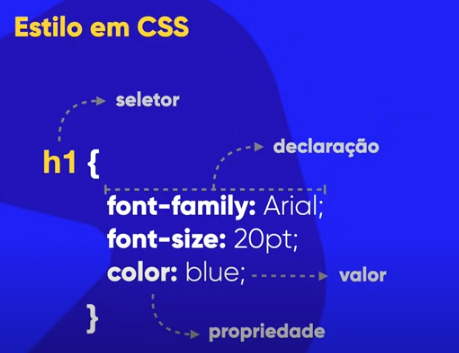 Estilo em CSS
seletor
h1 {
declaração
font-family: Arial;
font-size: 20pt;
color: blue;
valor
}
propriedade